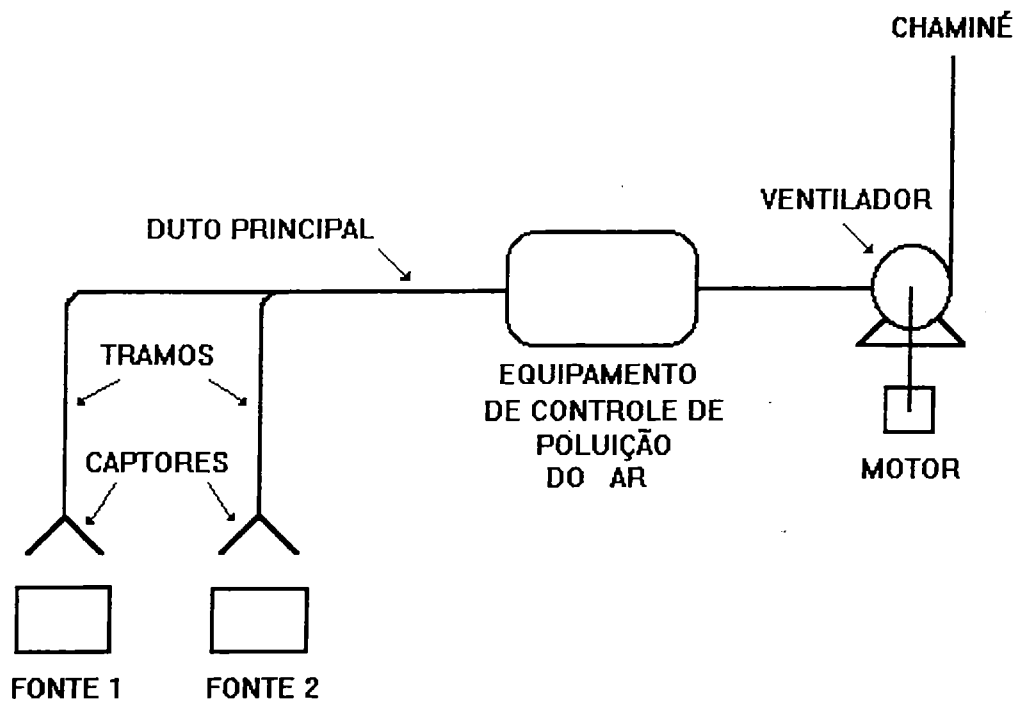 CHAMINÉ
VENTILADOR
DUTO PRINCIPAL
TRAMOS
EQUIPAMENTO
DE CONTROLE DE
POLUIÇÃO
DO AR
CAPTORES
MOTOR
FONTE 1
FONTE 2